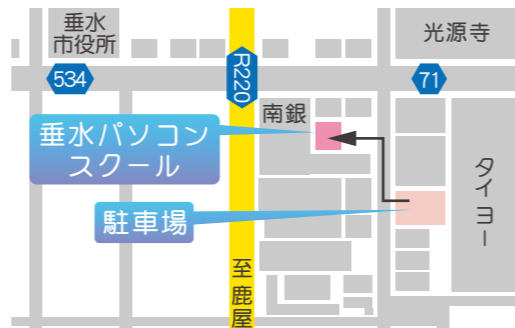 垂水
市役所
光源寺
534
R220
71
南銀
垂水パソコン
スクール
タイヨー
駐車場
至鹿屋